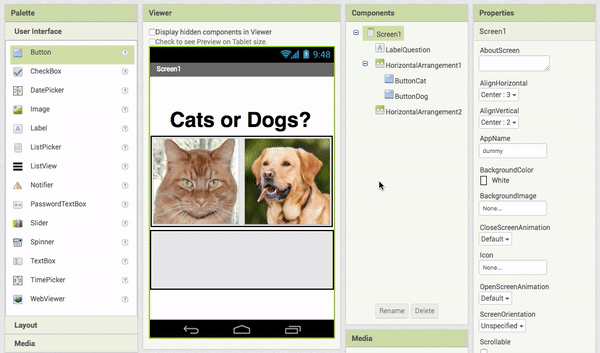 Palette
User Interface
Button
CheckBox
DatePicker
Image
Label
ListPicker
ListView
Notifier
PasswordTextBox
Slider
Spinner
TextBox
TimePicker
WebViewer
Layout
Media
Viewer
Display hidden components in Viewer
Check to see Preview on Tablet size.
9:48
Screen1
Cats or Dogs?
Components
Screen1
LabelQuestion
HorizontalArrangement1
ButtonCat
ButtonDog
HorizontalArrangement2
Rename Delete
Media
Properties
Screen1
AboutScreen
AlignHorizontal
Center : 3
AlignVertical
Center : 2
AppName
dummy
BackgroundColor
White
BackgroundImage
None...
CloseScreenAnimation
Default
Icon
None...
OpenScreenAnimation
Default
ScreenOrientation
Unspecified
Scrollable